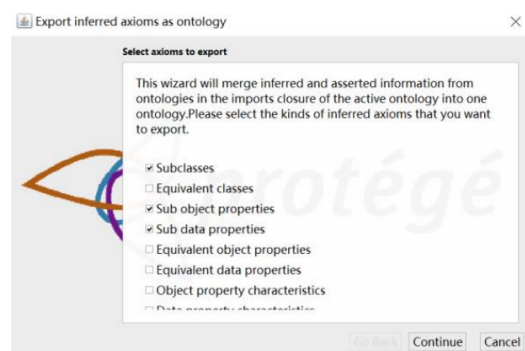 Export inferred axioms as ontology
Select axioms to export
This wizard will merge inferred and asserted information from
ontologies in the imports closure of the active ontology into one
ontology.Please select the kinds of inferred axioms that you want
to export.
Subclasses
Equivalent classes
Sub object properties
Sub data properties
Equivalent object properties
Equivalent data properties
Object property characteristics
Data property characteristics
protégé
Go Back Continue Cancel